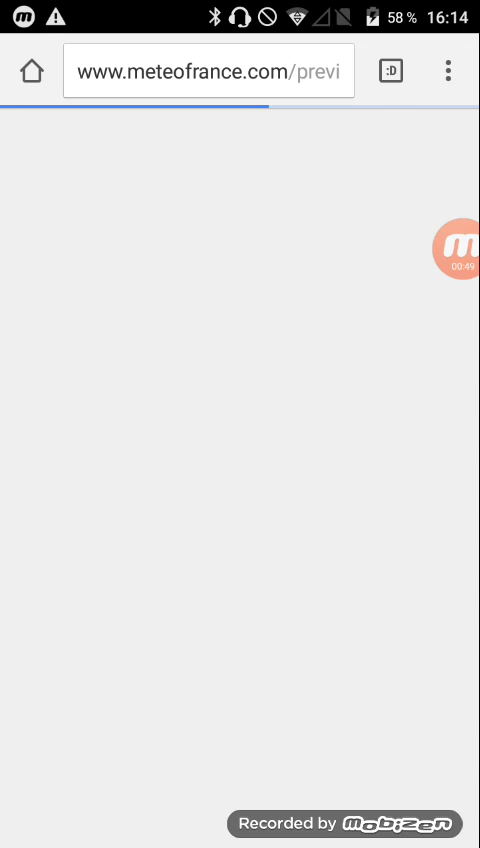 58 % 16:14
www.meteofrance.com/previ
:D
m
00:49
Recorded by mobizen